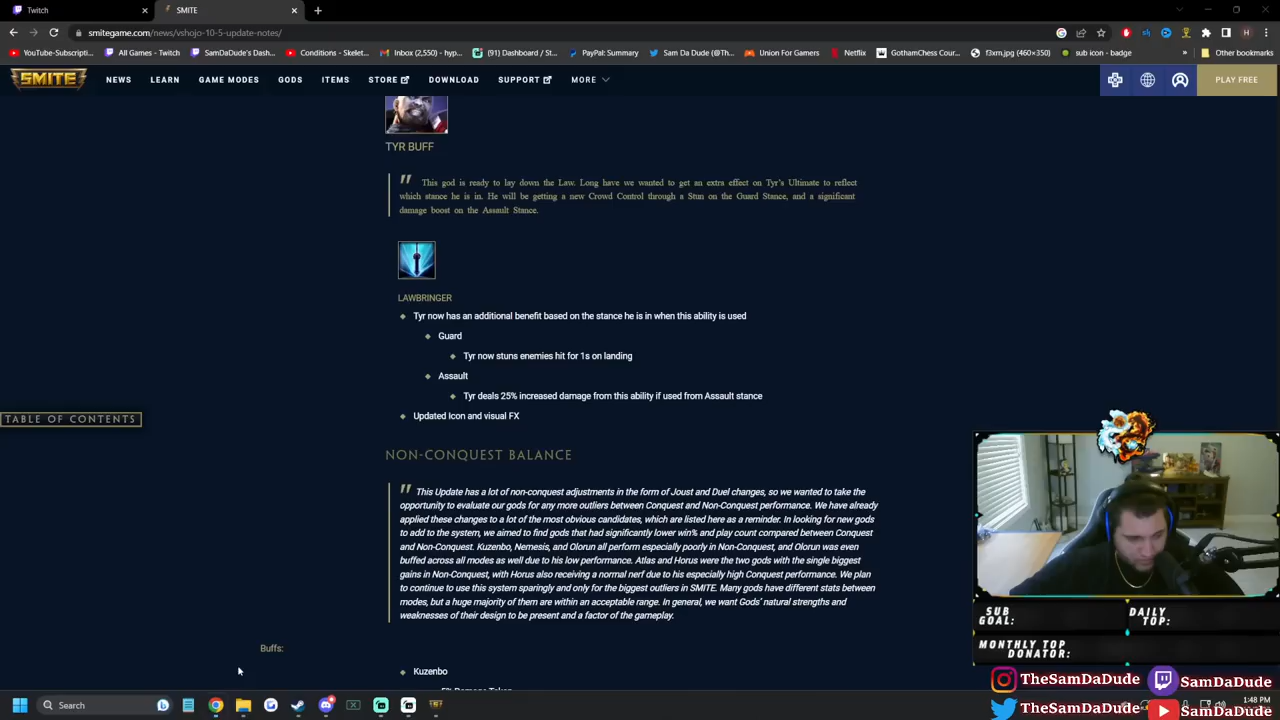 Twitch
SMITE
smitegame.com/news/vshojo-10-5-update-notes/
YouTube-Subscripti...
All Games - Twitch
SamDaDude's Dash...
Conditions - Skelet...
Inbox (2,550) - hyp...
(91) Dashboard / St...
PayPal: Summary
Sam Da Dude (@Th...
Union For Gamers
Netflix
GothamChess Cour...
f3xm.jpg (460×360)
sub icon - badge
Other bookmarks
SMITE
NEWS
LEARN
GAME MODES
GODS
ITEMS
STORE
DOWNLOAD
SUPPORT
MORE
PLAY FREE
TYR BUFF
" This god is ready to lay down the Law. Long have we wanted to get an extra effect on Tyr's Ultimate to reflect
which stance he is in. He will be getting a new Crowd Control through a Stun on the Guard Stance, and a significant
damage boost on the Assault Stance.
LAWBRINGER
Tyr now has an additional benefit based on the stance he is in when this ability is used
Guard
Tyr now stuns enemies hit for 1s on landing
Assault
Tyr deals 25% increased damage from this ability if used from Assault stance
Updated Icon and visual FX
TABLE OF CONTENTS
NON-CONQUEST BALANCE
" This Update has a lot of non-conquest adjustments in the form of Joust and Duel changes, so we wanted to take the
opportunity to evaluate our gods for any more outliers between Conquest and Non-Conquest performance. We have already
applied these changes to a lot of the most obvious candidates, which are listed here as a reminder. In looking for new gods
to add to the system, we aimed to find gods that had significantly lower win% and play count compared between Conquest
and Non-Conquest. Kuzenbo, Nemesis, and Olorun all perform especially poorly in Non-Conquest, and Olorun was even
buffed across all modes as well due to his low performance. Atlas and Horus were the two gods with the single biggest
gains in Non-Conquest, with Horus also receiving a normal nerf due to his especially high Conquest performance. We plan
to continue to use this system sparingly and only for the biggest outliers in SMITE. Many gods have different stats between
modes, but a huge majority of them are within an acceptable range. In general, we want Gods' natural strengths and
weaknesses of their design to be present and a factor of the gameplay.
Buffs:
Kuzenbo
5% Damage Taken
SUB
GOAL:
DAILY
TOP:
MONTHLY TOP
DONATOR:
TheSamDaDude
SamDaDude
TheSamDaDude
SamDaDude
Search
1:48 PM